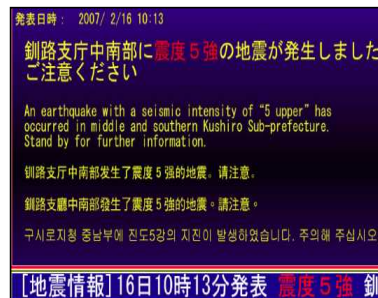 発表日時： 2007/ 2/16 10:13
釧路支庁中南部に震度５強の地震が発生しました
ご注意ください
An earthquake with a seismic intensity of “5 upper” has
occurred in middle and southern Kushiro Sub-prefecture.
Stand by for further information.
钏路支厅中南部发生了震度５强的地震。请注意。
釧路支廳中南部發生了震度５強的地震。請注意。
구시로지청 중남부에 진도5강의 지진이 발생하였습니다. 주의해 주십시오
[地震情報]16日10時13分発表 震度５強 釧